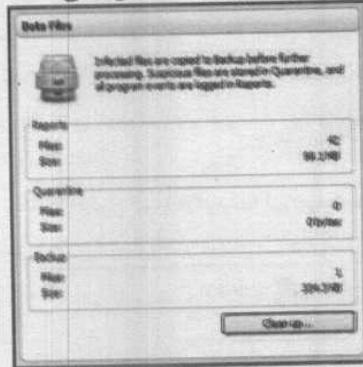 Data Files
Infected files are copied to Backup before further
processing. Suspicious files are stored in Quarantine, and
all program events are logged in Reports.
Reports
Files:
Size:
Quarantine
Files: 0;
Size: 0 bytes;
Backup
Files: 1;
Size:
Clean up...